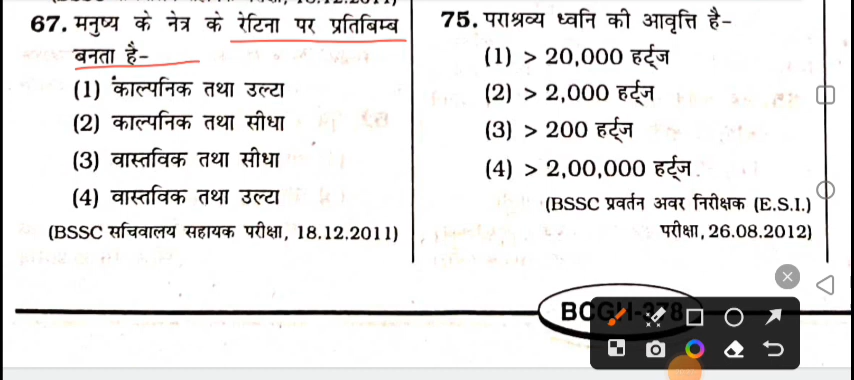 67. मनुष्य के नेत्र के रेटिना पर प्रतिबिम्ब
बनता है-
(1) काल्पनिक तथा उल्टा
(2) काल्पनिक तथा सीधा
(3) वास्तविक तथा सीधा
(4) वास्तविक तथा उल्टा
(BSSC सचिवालय सहायक परीक्षा, 18.12.2011)
75. पराश्रव्य ध्वनि की आवृत्ति है-
(1) > 20,000 हर्ट्ज
(2) > 2,000 हर्ट्ज
(3) > 200 हर्ट्ज
(4) > 2,00,000 हर्ट्ज
(BSSC प्रवर्तन अवर निरीक्षक (E.S.I.)
परीक्षा, 26.08.2012)